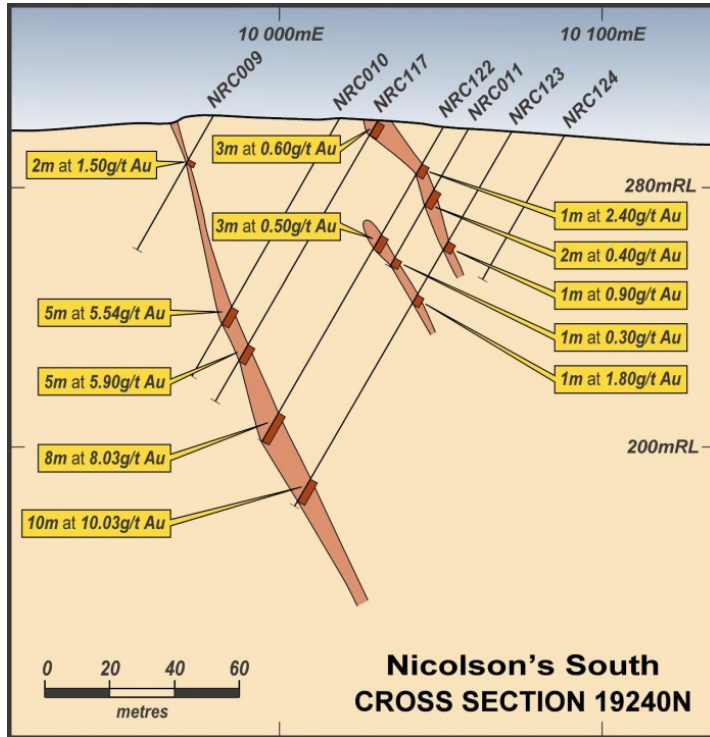 10 000mE
10 100mE
NRC009
NRC010
NRC117
NRC122
NRC011
NRC123
NRC124
2m at 1.50g/t Au
3m at 0.60g/t Au
280mRL
1m at 2.40g/t Au
3m at 0.50g/t Au
2m at 0.40g/t Au
1m at 0.90g/t Au
5m at 5.54g/t Au
1m at 0.30g/t Au
5m at 5.90g/t Au
1m at 1.80g/t Au
8m at 8.03g/t Au
200mRL
10m at 10.03g/t Au
0 20 40 60
metres
Nicolson's South
CROSS SECTION 19240N